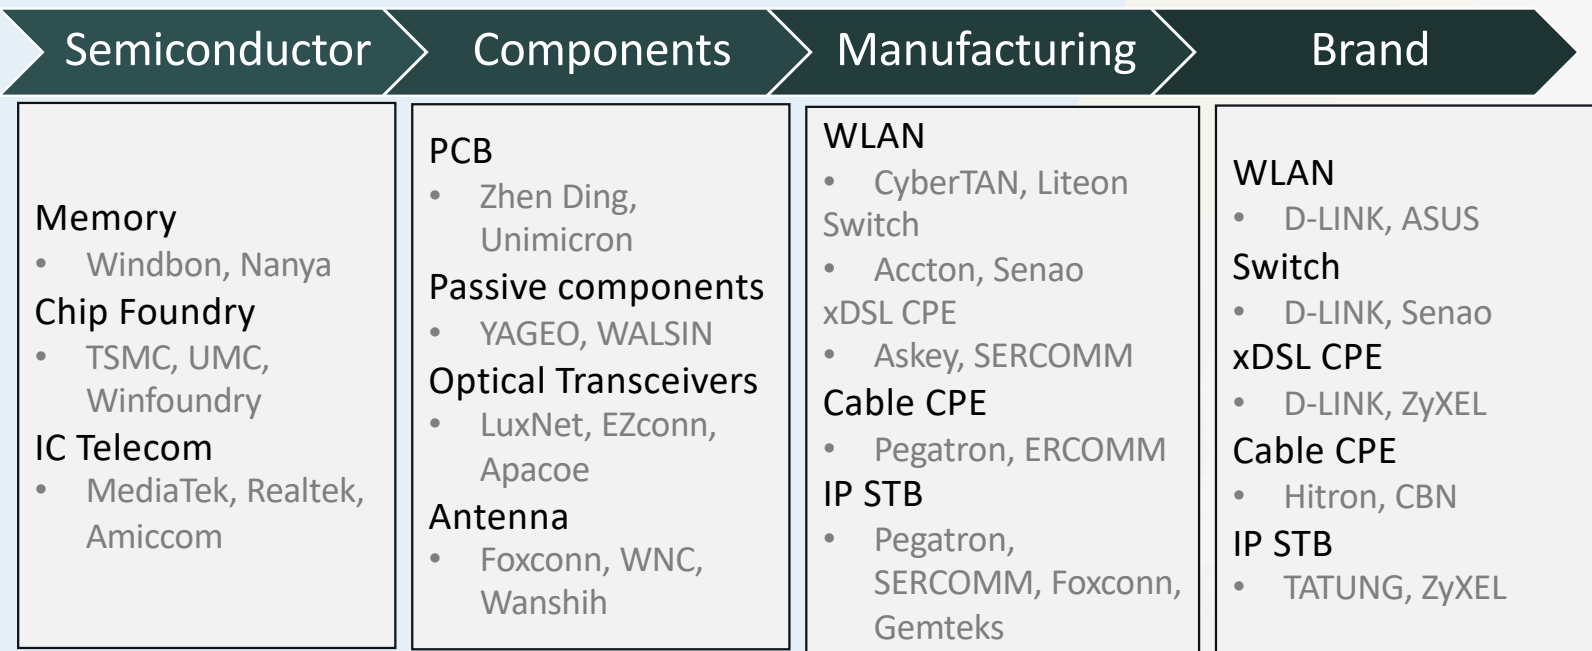 Semiconductor
Components
Manufacturing
Brand
Memory
• Windbon, Nanya
Chip Foundry
• TSMC, UMC,
Winfoundry
IC Telecom
• MediaTek, Realtek,
Amiccom
PCB
• Zhen Ding,
Unimicron
Passive components
• YAGEO, WALSIN
Optical Transceivers
• LuxNet, EZconn,
Apacoe
Antenna
• Foxconn, WNC,
Wanshih
WLAN
• CyberTAN, Liteon
Switch
• Accton, Senao
xDSL CPE
• Askey, SERCOMM
Cable CPE
• Pegatron, ERCOMM
IP STB
• Pegatron,
SERCOMM, Foxconn,
Gemteks
WLAN
• D-LINK, ASUS
Switch
• D-LINK, Senao
xDSL CPE
• D-LINK, ZyXEL
Cable CPE
• Hitron, CBN
IP STB
• TATUNG, ZyXEL